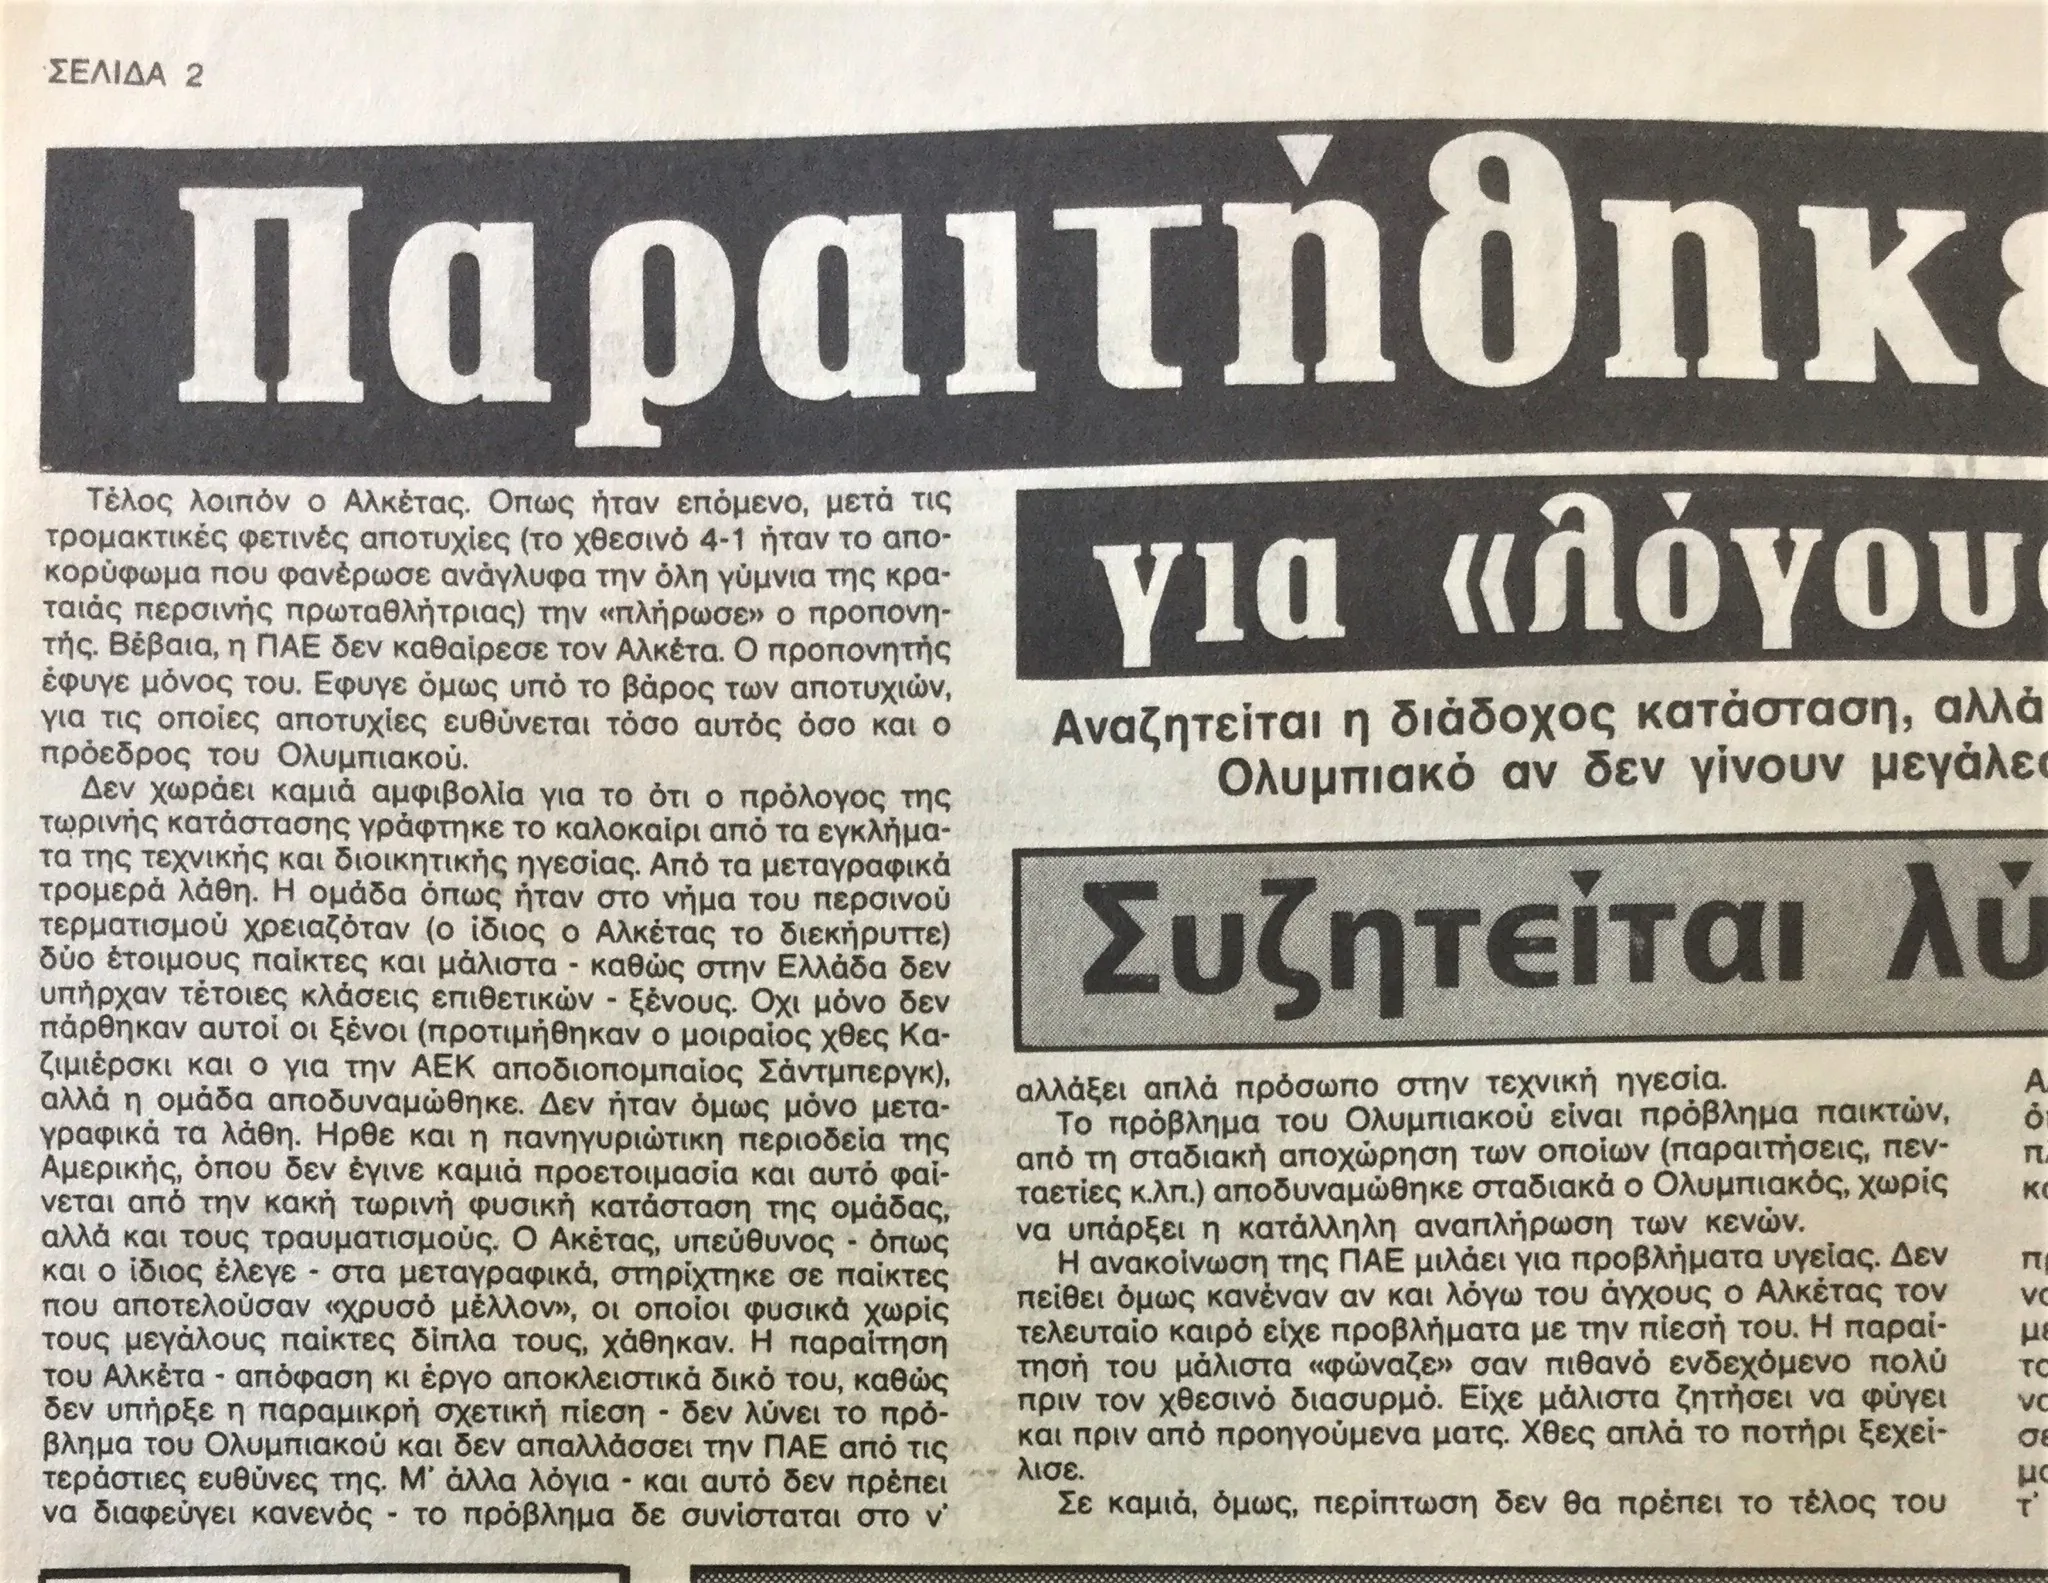 ΣΕΛΙΔΑ 2
Παραιτήθηκε
για «λόγους
Αναζητείται η διάδοχος κατάσταση, αλλά
Ολυμπιακό αν δεν γίνουν μεγάλες
Συζητείται λύ
Τέλος λοιπόν ο Αλκέτας. Οπως ήταν επόμενο, μετά τις
τρομακτικές φετινές αποτυχίες (το χθεσινό 4-1 ήταν το απο-
κορύφωμα που φανέρωσε ανάγλυφα την όλη γύμνια της κρα-
ταιάς περσινής πρωταθλήτριας) την «πλήρωσε» ο προπονη-
τής. Βέβαια, η ΠΑΕ δεν καθαίρεσε τον Αλκέτα. Ο προπονητής
έφυγε μόνος του. Εφυγε όμως υπό το βάρος των αποτυχιών,
για τις οποίες αποτυχίες ευθύνεται τόσο αυτός όσο και ο
πρόεδρος του Ολυμπιακού.
Δεν χωράει καμιά αμφιβολία για το ότι ο πρόλογος της
τωρινής κατάστασης γράφτηκε το καλοκαίρι από τα εγκλήμα-
τα της τεχνικής και διοικητικής ηγεσίας. Από τα μεταγραφικά
τρομερά λάθη. Η ομάδα όπως ήταν στο νήμα του περσινού
τερματισμού χρειαζόταν (ο ίδιος ο Αλκέτας το διεκήρυττε)
δύο έτοιμους παίκτες και μάλιστα - καθώς στην Ελλάδα δεν
υπήρχαν τέτοιες κλάσεις επιθετικών - ξένους. Οχι μόνο δεν
πάρθηκαν αυτοί οι ξένοι (προτιμήθηκαν ο μοιραίος χθες Κα-
ζιμιέρσκι και ο για την ΑΕΚ αποδιοπομπαίος Σάντμπεργκ),
αλλά η ομάδα αποδυναμώθηκε. Δεν ήταν όμως μόνο μετα-
γραφικά τα λάθη. Ηρθε και η πανηγυριώτικη περιοδεία της
Αμερικής, όπου δεν έγινε καμιά προετοιμασία και αυτό φαί-
νεται από την κακή τωρινή φυσική κατάσταση της ομάδας,
αλλά και τους τραυματισμούς. Ο Ακέτας, υπεύθυνος - όπως
και ο ίδιος έλεγε - στα μεταγραφικά, στηρίχτηκε σε παίκτες
που αποτελούσαν «χρυσό μέλλον», οι οποίοι φυσικά χωρίς
τους μεγάλους παίκτες δίπλα τους, χάθηκαν. Η παραίτηση
του Αλκέτα - απόφαση κι έργο αποκλειστικά δικό του, καθώς
δεν υπήρξε η παραμικρή σχετική πίεση - δεν λύνει το πρό-
βλημα του Ολυμπιακού και δεν απαλλάσσει την ΠΑΕ από τις
τεράστιες ευθύνες της. Μ' άλλα λόγια - και αυτό δεν πρέπει
να διαφεύγει κανενός - το πρόβλημα δε συνίσταται στο ν'
αλλάξει απλά πρόσωπο στην τεχνική ηγεσία.
Το πρόβλημα του Ολυμπιακού είναι πρόβλημα παικτών,
από τη σταδιακή αποχώρηση των οποίων (παραιτήσεις, πεν-
ταετίες κ.λπ.) αποδυναμώθηκε σταδιακά ο Ολυμπιακός, χωρίς
να υπάρξει η κατάλληλη αναπλήρωση των κενών.
Η ανακοίνωση της ΠΑΕ μιλάει για προβλήματα υγείας. Δεν
πείθει όμως κανέναν αν και λόγω του άγχους ο Αλκέτας τον
τελευταίο καιρό είχε προβλήματα με την πίεσή του. Η παραί-
τησή του μάλιστα «φώναζε» σαν πιθανό ενδεχόμενο πολύ
πριν τον χθεσινό διασυρμό. Είχε μάλιστα ζητήσει να φύγει
και πριν από προηγούμενα ματς. Χθες απλά το ποτήρι ξεχεί-
λισε.
Σε καμιά, όμως, περίπτωση δεν θα πρέπει το τέλος του